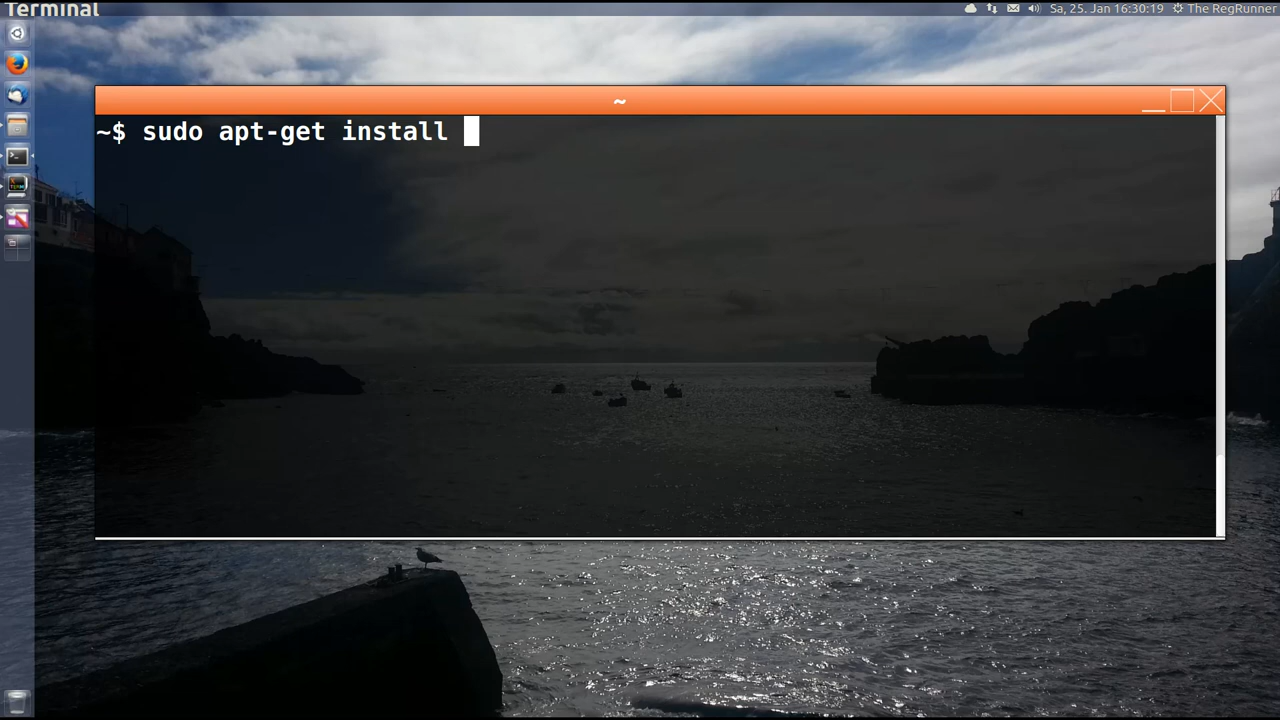 Terminal
Sa, 25. Jan 16:30:19
The RegRunner
~
~$ sudo apt-get install